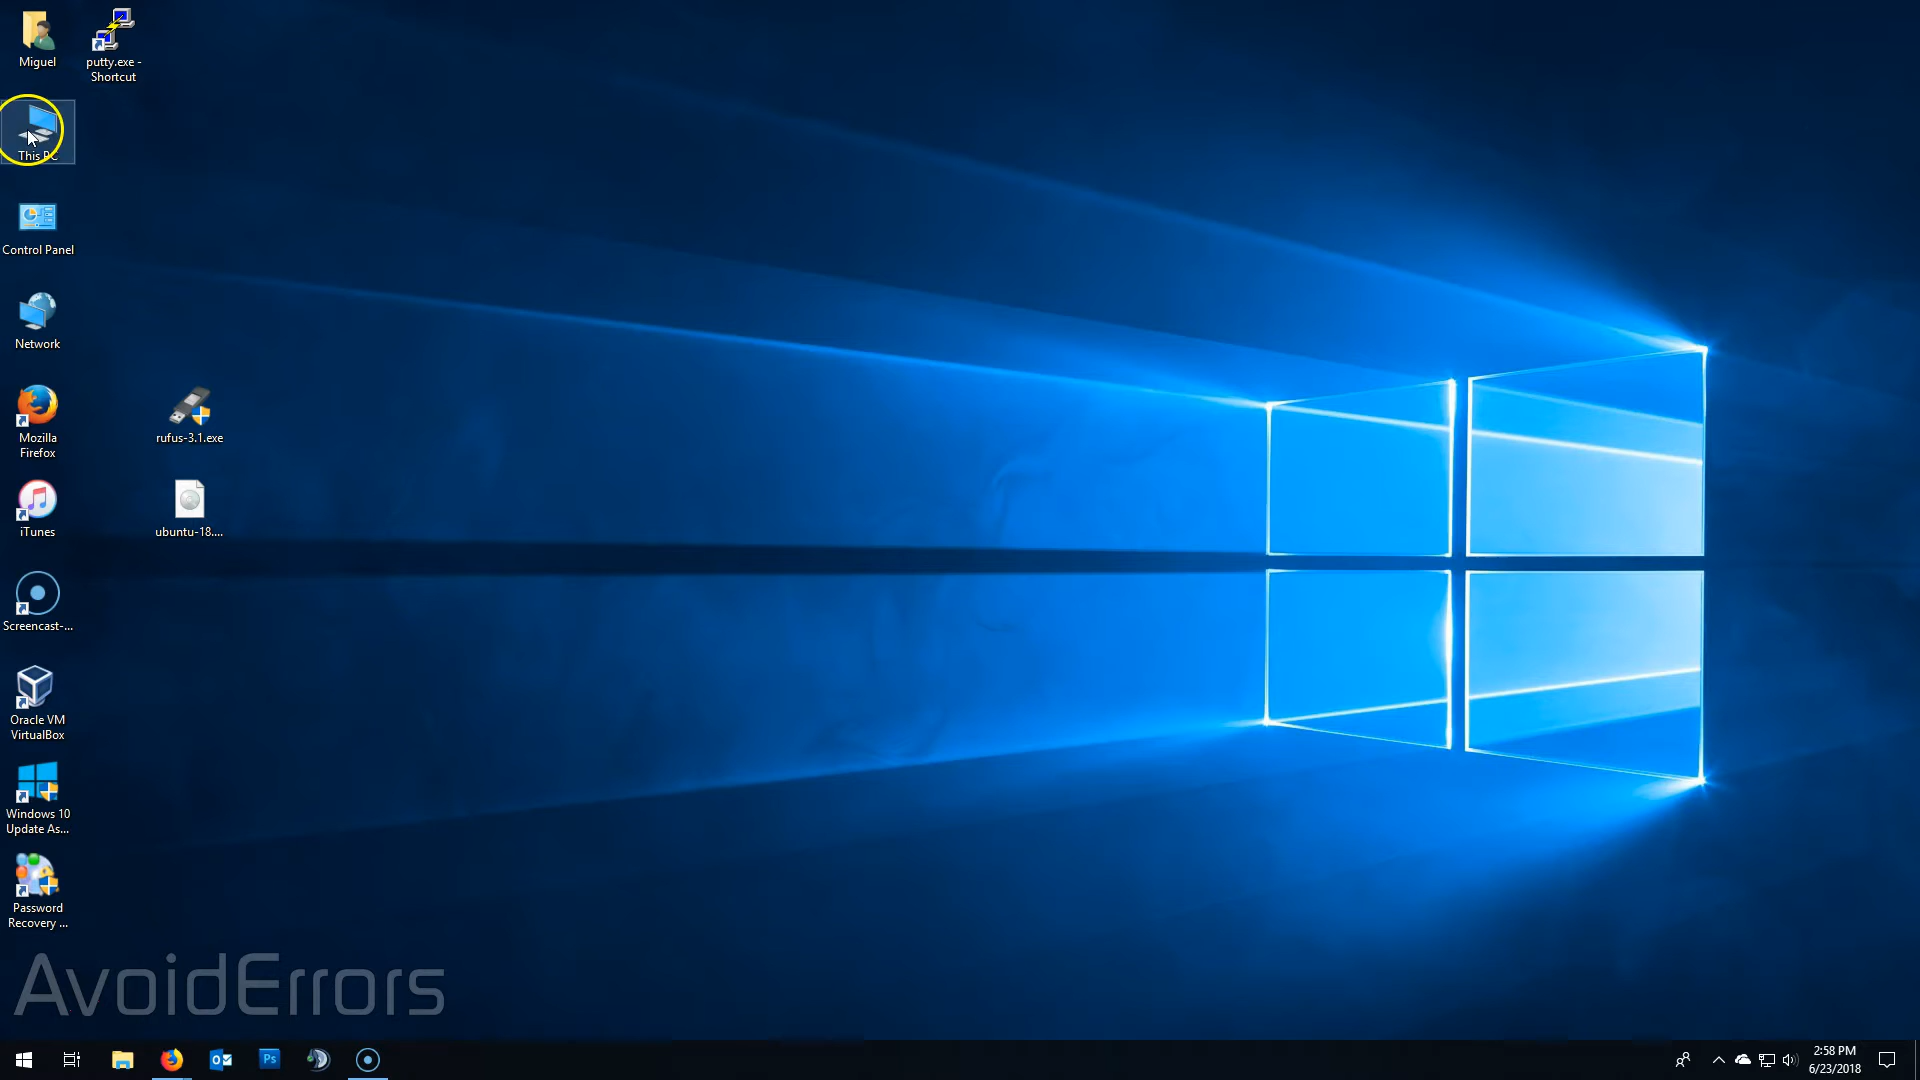 Miguel
putty.exe -
Shortcut
This PC
Control Panel
Network
Mozilla
Firefox
rufus-3.1.exe
iTunes
ubuntu-18....
Screencast-...
Oracle VM
VirtualBox
Windows 10
Update As...
Password
Recovery ...
AvoidErrors
2:58 PM
6/23/2018